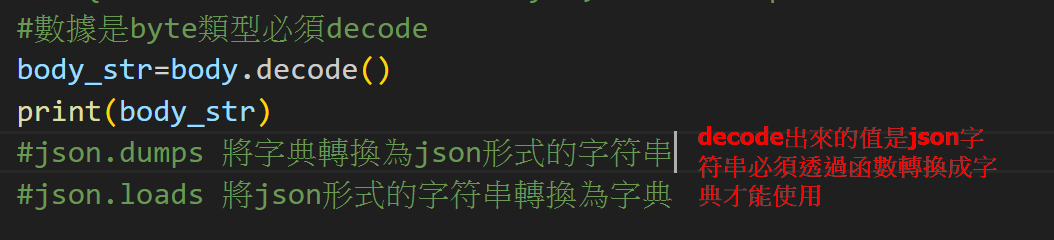 #數據是byte類型必須decode
body_str=body.decode()
print(body_str)
#json.dumps 將字典轉換為json形式的字符串
#json.loads 將json形式的字符串轉換為字典
decode出來的值是json字
符串必須透過函數轉換成字
典才能使用